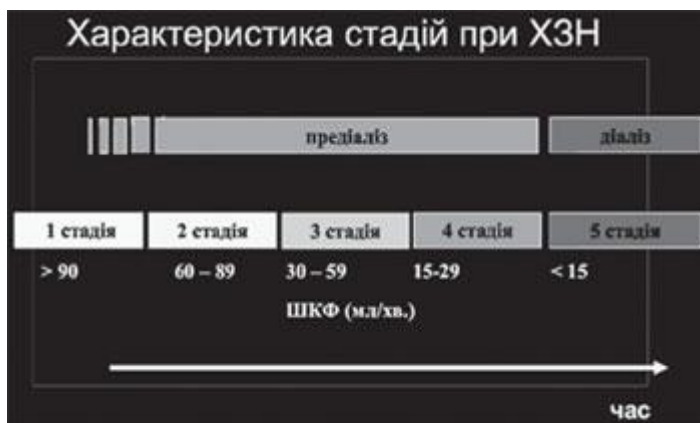 Характеристика стадій при ХЗН
предіаліз діаліз
1 стадія 2 стадія 3 стадія 4 стадія 5 стадія
> 90 60 – 89 30 – 59 15-29 < 15
ШКФ (мл/хв.)
час